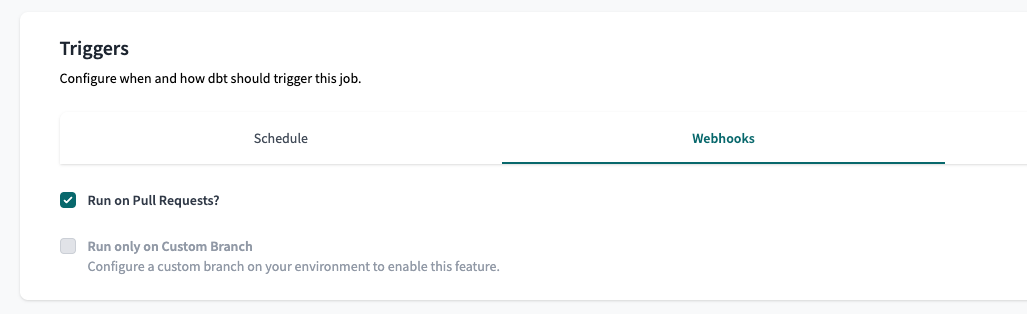 Triggers
Configure when and how dbt should trigger this job.
Schedule
Webhooks
Run on Pull Requests?
Run only on Custom Branch
Configure a custom branch on your environment to enable this feature.